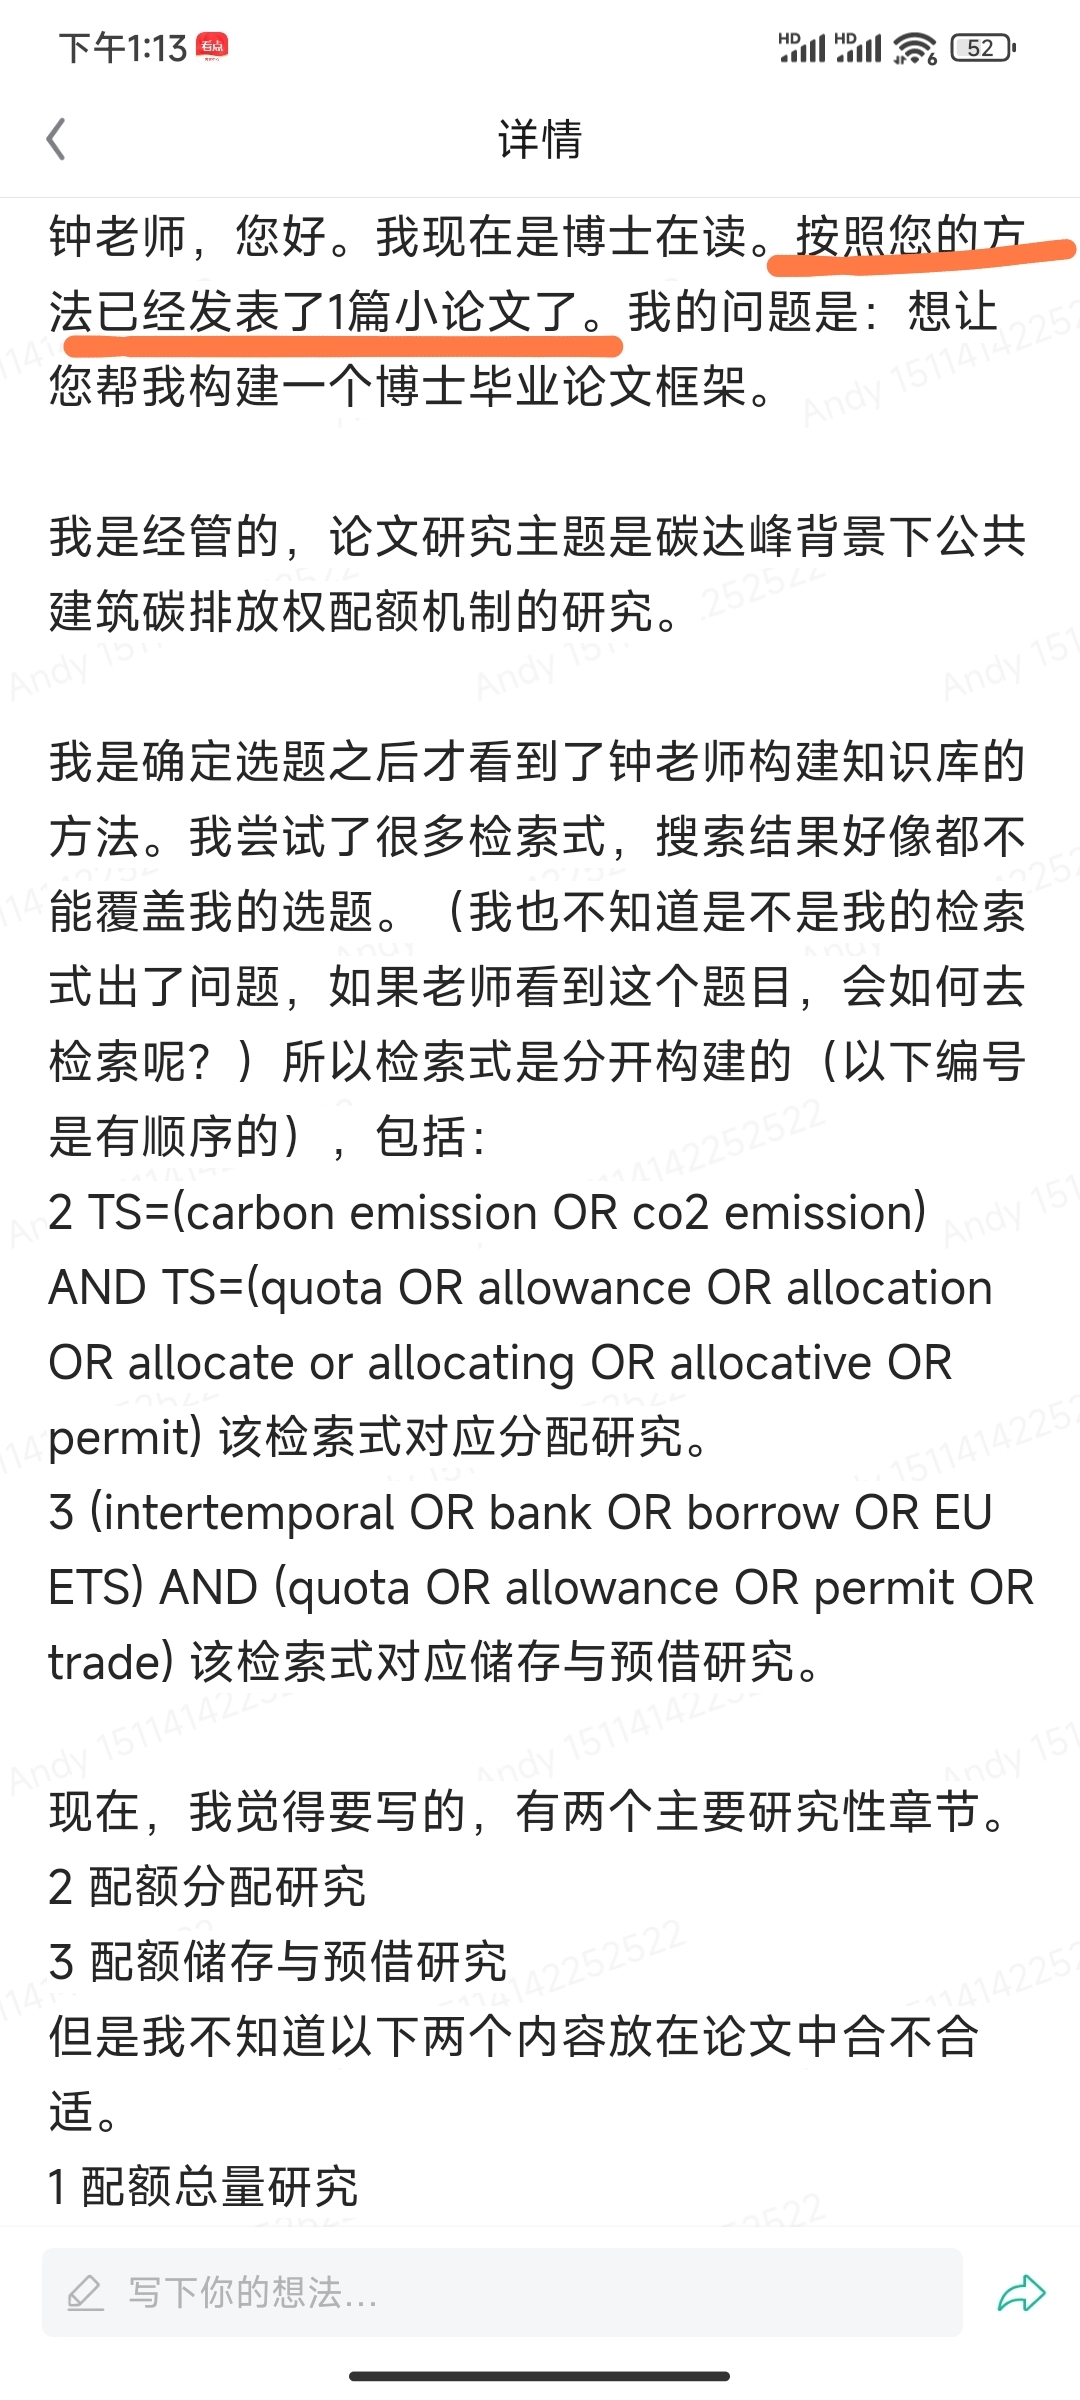 下午1:13
看点
HD
HD
6
52
详情
钟老师，您好。我现在是博士在读。按照您的方
法已经发表了1篇小论文了。我的问题是：想让
您帮我构建一个博士毕业论文框架。
我是经管的，论文研究主题是碳达峰背景下公共
建筑碳排放权配额机制的研究。
我是确定选题之后才看到了钟老师构建知识库的
方法。我尝试了很多检索式，搜索结果好像都不
能覆盖我的选题。（我也不知道是不是我的检索
式出了问题，如果老师看到这个题目，会如何去
检索呢？）所以检索式是分开构建的（以下编号
是有顺序的），包括：
2 TS=(carbon emission OR co2 emission)
AND TS=(quota OR allowance OR allocation
OR allocate or allocating OR allocative OR
permit) 该检索式对应分配研究。
3 (intertemporal OR bank OR borrow OR EU
ETS) AND (quota OR allowance OR permit OR
trade) 该检索式对应储存与预借研究。
现在，我觉得要写的，有两个主要研究性章节。
2 配额分配研究
3 配额储存与预借研究
但是我不知道以下两个内容放在论文中合不合
适。
1 配额总量研究
写下你的想法...